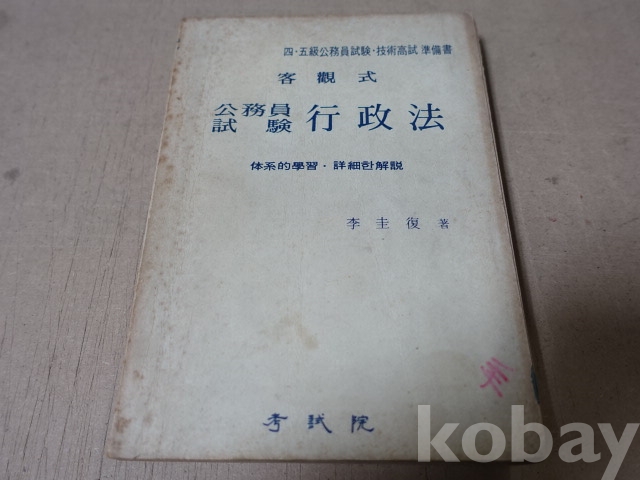 四·五級公務員試驗·技術高試 準備書
客觀式
公務員
試驗
行政法
体系的學習·詳細한解說
李圭復 著
考試院
kobay